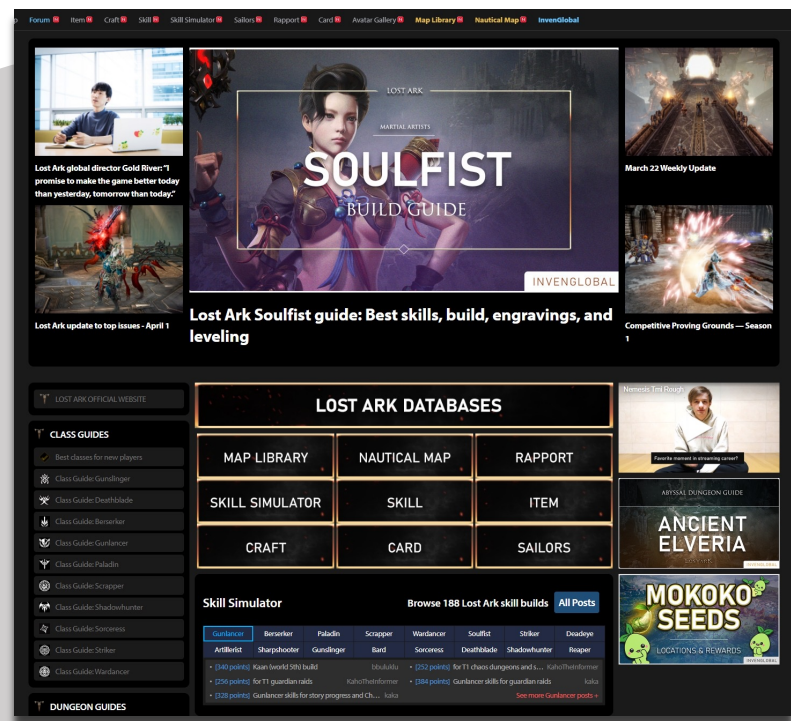 Forum
Item
Craft
Skill
Skill Simulator
Sailors
Rapport
Card
Avatar Gallery
Map Library
Nautical Map
InvenGlobal
Lost Ark global director Gold River: "I
promise to make the game better today
than yesterday, tomorrow than today."
Lost Ark update to top issues - April 1
LOST ARK
MARTIAL ARTISTS
SOULFIST
BUILD GUIDE
INVENGLOBAL
Lost Ark Soulfist guide: Best skills, build, engravings, and
leveling
March 22 Weekly Update
Competitive Proving Grounds — Season
1
LOST ARK OFFICIAL WEBSITE
CLASS GUIDES
Best classes for new players
Class Guide: Gunslinger
Class Guide: Deathblade
Class Guide: Berserker
Class Guide: Gunlancer
Class Guide: Paladin
Class Guide: Scrapper
Class Guide: Shadowhunter
Class Guide: Sorceress
Class Guide: Striker
Class Guide: Wardancer
DUNGEON GUIDES
LOST ARK DATABASES
MAP LIBRARY
NAUTICAL MAP
RAPPORT
SKILL SIMULATOR
SKILL
ITEM
CRAFT
CARD
SAILORS
Skill Simulator
Browse 188 Lost Ark skill builds
All Posts
Gunlancer Berserker Paladin Scrapper Wardancer Soulfist Striker Deadeye
Artillerist Sharpshooter Gunslinger Bard Sorceress Deathblade Shadowhunter Reaper
• [340 points] Kaan (world 5th) build bbuluklu
• [252 points] for T1 chaos dungeons and s... KahoTheInformer
• [256 points] for T1 guardian raids KahoTheInformer
• [384 points] Gunlancer skills for guardian raids kaka
• [328 points] Gunlancer skills for story progress and Ch... kaka
See more Gunlancer posts +
Nemesis Tmi Rough
Favorite moment in streaming career?
ABYSSAL DUNGEON GUIDE
ANCIENT
ELVERIA
LOST ARK
INVENGLOBAL
MOKOKO
SEEDS
LOCATIONS & REWARDS
INVENGLOBAL